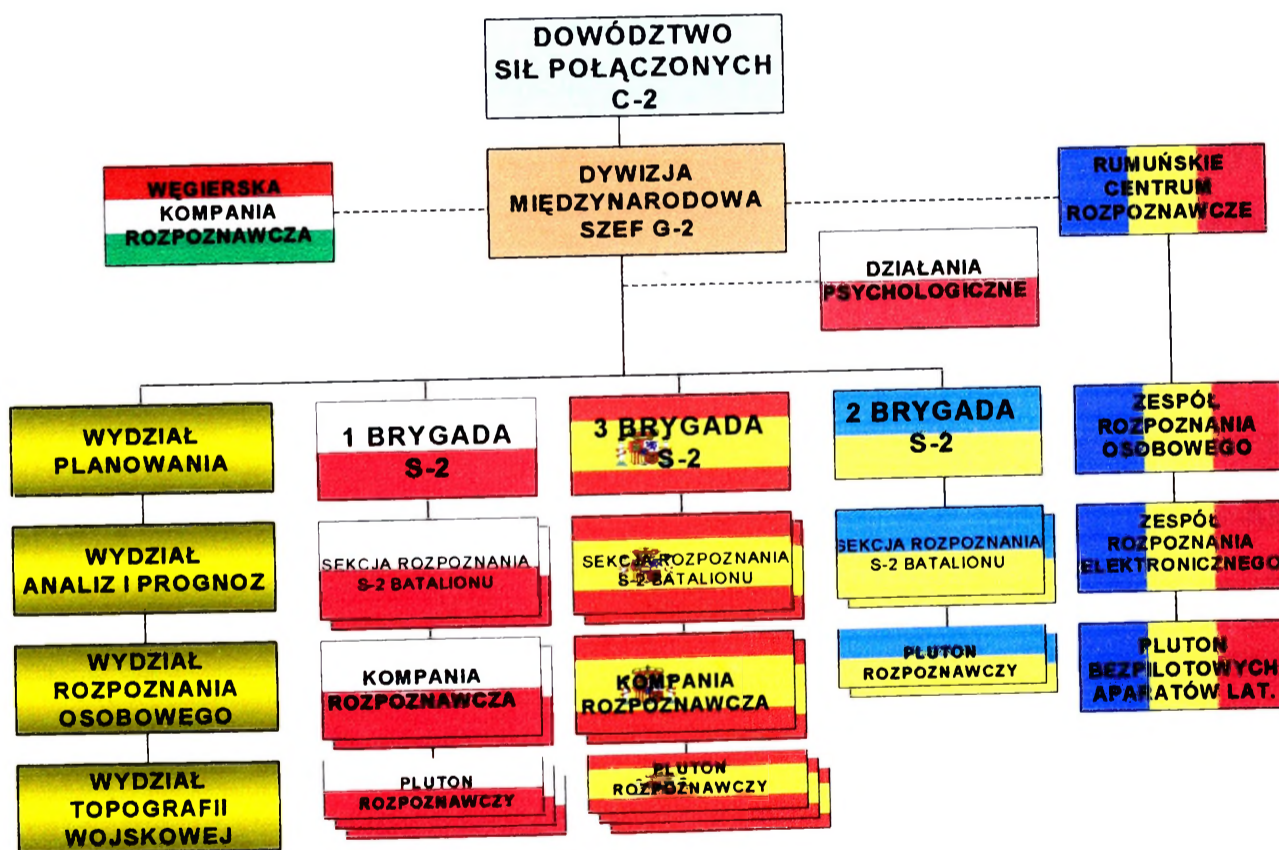 DOWÓDZTWO
SIŁ POŁĄCZONYCH
C-2
WĘGIERSKA
KOMPANIA
ROZPOZNAWCZA
DYWIZJA
MIĘDZYNARODOWA
SZEF G-2
RUMUŃSKIE
CENTRUM
ROZPOZNAWCZE
DZIAŁANIA
PSYCHOLOGICZNE
WYDZIAŁ
PLANOWANIA
1 BRYGADA
S-2
3 BRYGADA
S-2
2 BRYGADA
S-2
ZESPÓŁ
ROZPOZNANIA
OSOBOWEGO
WYDZIAŁ
ANALIZ I PROGNOZ
SEKCJA ROZPOZNANIA
S-2 BATALIONU
SEKCJA ROZPOZNANIA
S-2 BATALIONU
SEKCJA ROZPOZNANIA
S-2 BATALIONU
ZESPÓŁ
ROZPOZNANIA
ELEKTRONICZNEGO
WYDZIAŁ
ROZPOZNANIA
OSOBOWEGO
KOMPANIA
ROZPOZNAWCZA
KOMPANIA
ROZPOZNAWCZA
PLUTON
ROZPOZNAWCZY
PLUTON
BEZPILOTOWYCH
APARATÓW LAT.
WYDZIAŁ
TOPOGRAFII
WOJSKOWEJ
PLUTON
ROZPOZNAWCZY
PLUTON
ROZPOZNAWCZY